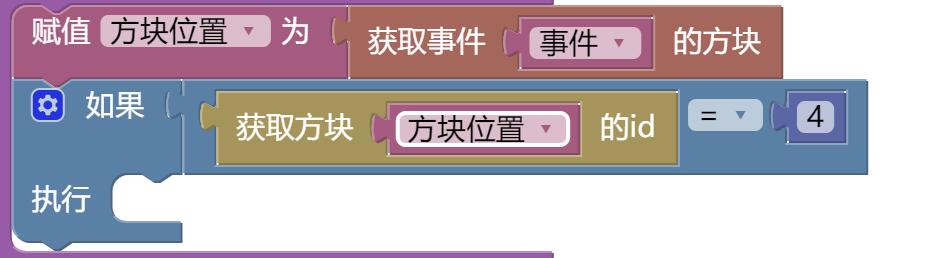 赋值 方块位置 为 获取事件 事件 的方块
如果 获取方块 方块位置 的id = 4
执行